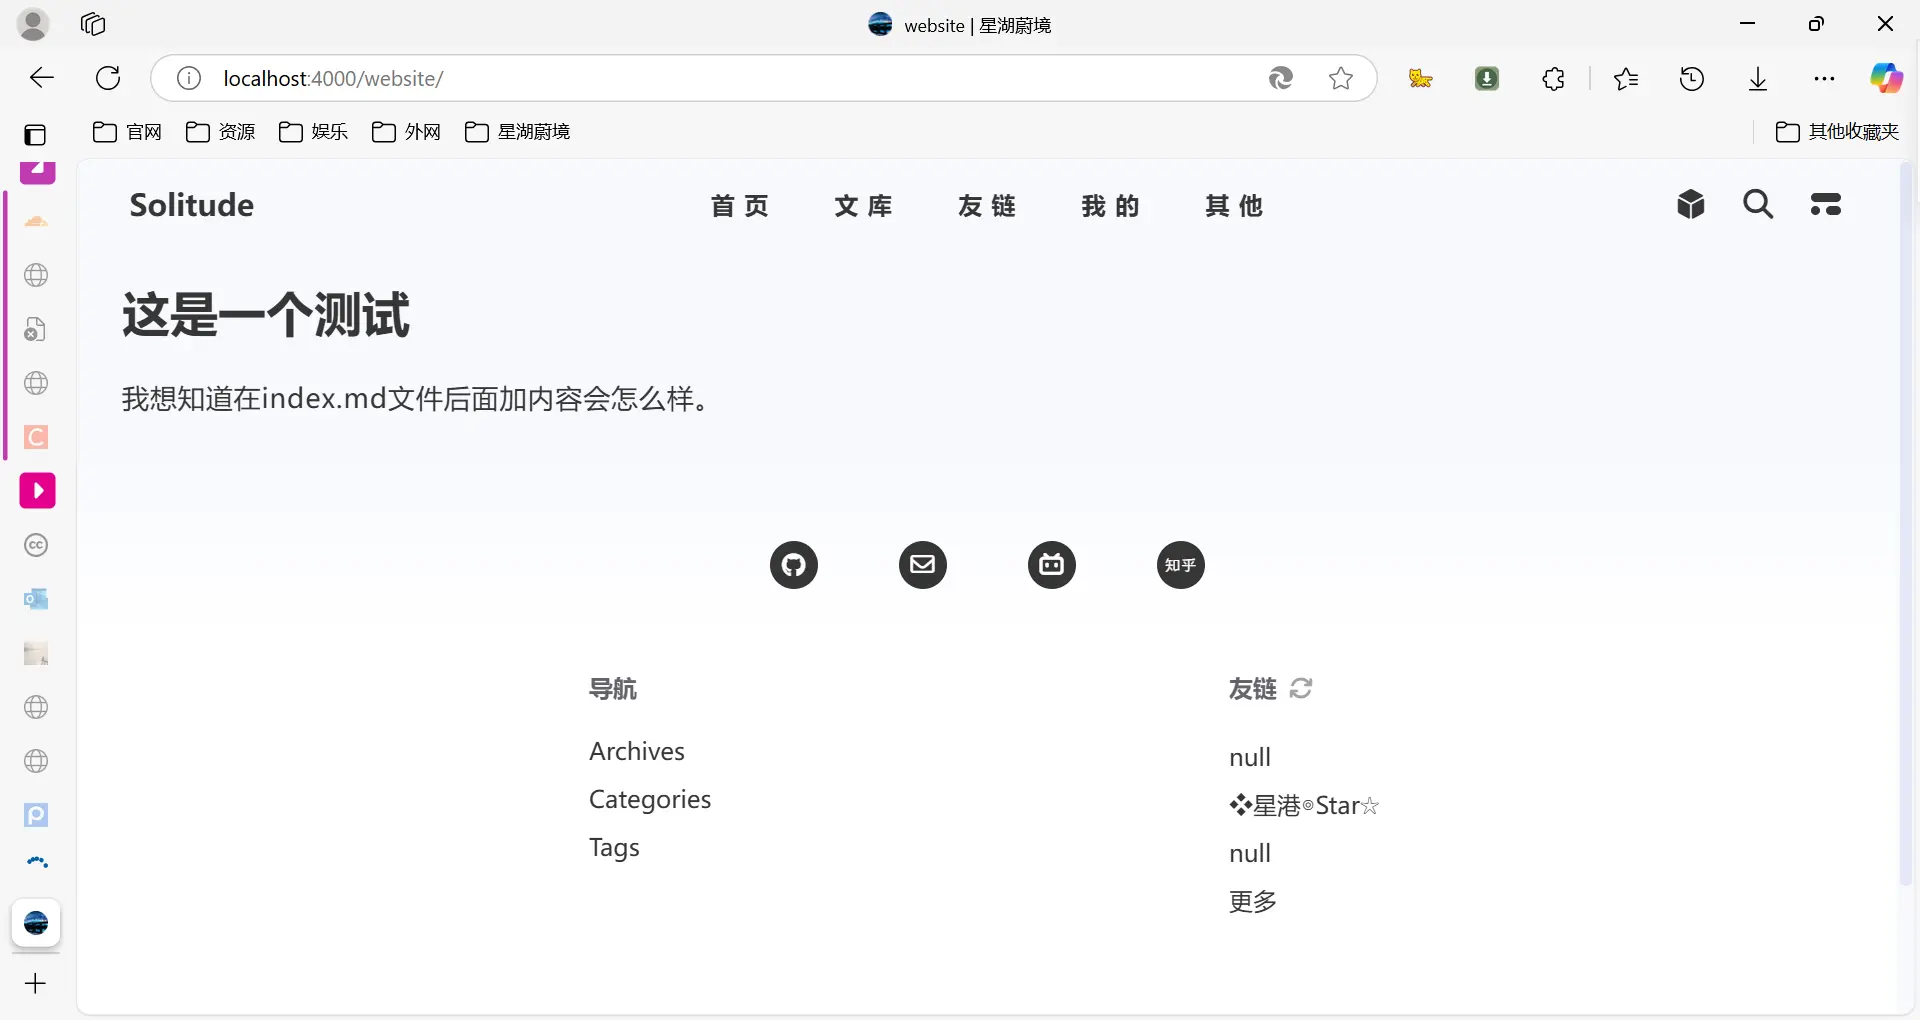 website | 星湖蔚境
localhost:4000/website/
官网 资源 娱乐 外网 星湖蔚境 其他收藏夹
Solitude 首页 文库 友链 我的 其他
这是一个测试
我想知道在index.md文件后面加内容会怎么样。
知乎
导航
Archives
Categories
Tags
友链
null
❖星港◎Star☆
null
更多